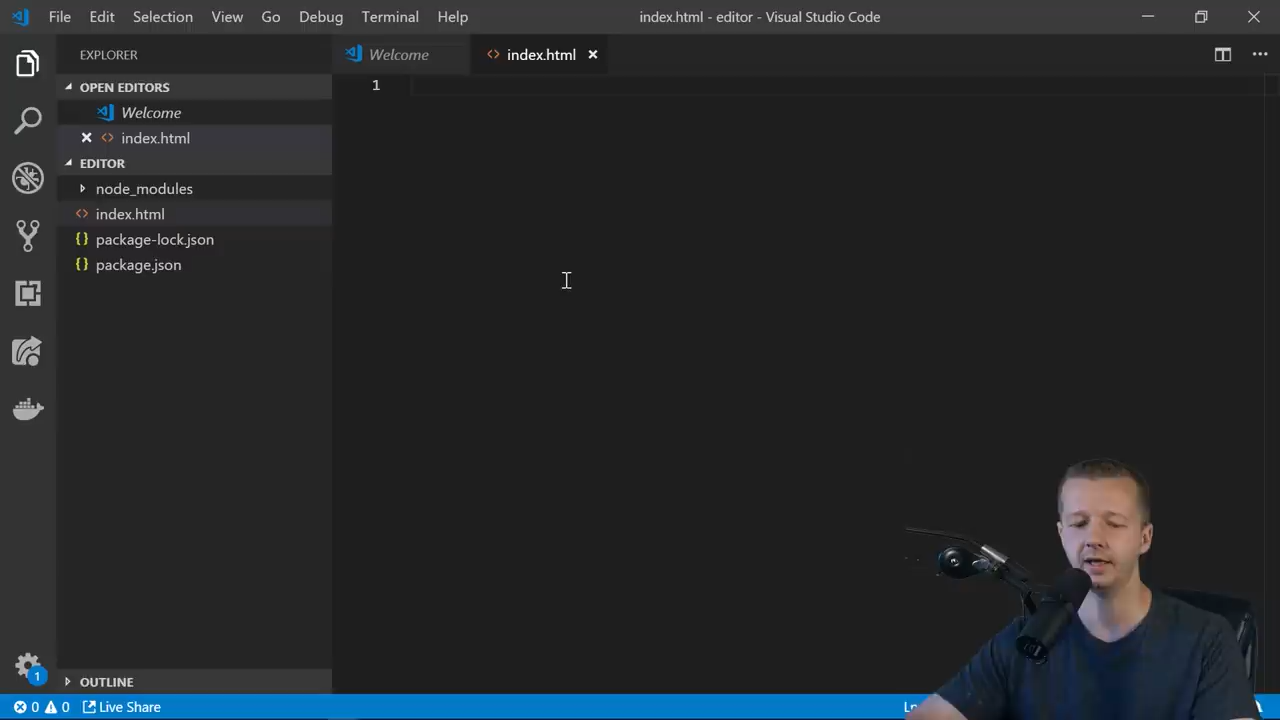 File Edit Selection View Go Debug Terminal Help
index.html - editor - Visual Studio Code
EXPLORER
Welcome
index.html
OPEN EDITORS
Welcome
index.html
EDITOR
node_modules
index.html
package-lock.json
package.json
1
OUTLINE
1
0 0 Live Share
Ln